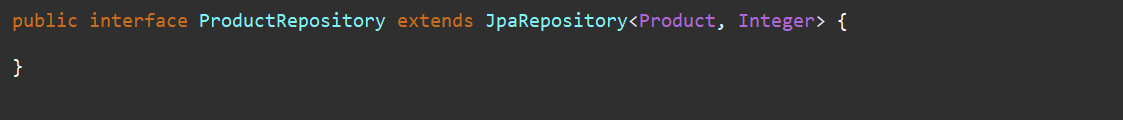 public interface ProductRepository extends JpaRepository<Product, Integer> {
}